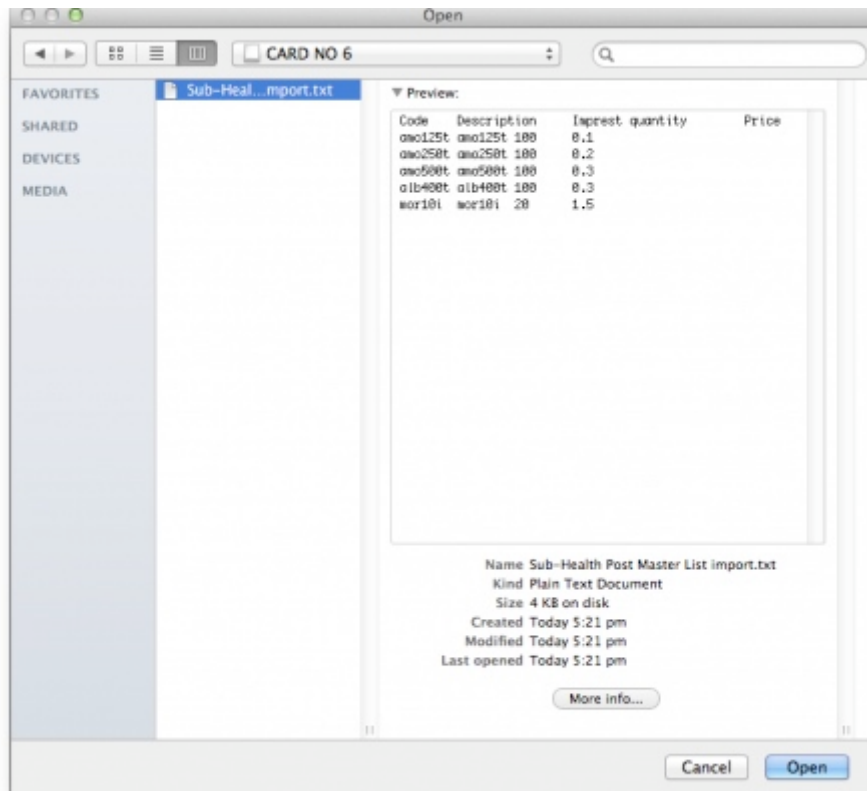 Open
CARD NO 6
FAVORITES
SHARED
DEVICES
MEDIA
Sub-Heal...mport.txt
Preview:
Code Description Imprest quantity Price
amo125t amo125t 100 0.1
amo250t amo250t 100 0.2
amo500t amo500t 100 0.3
alb400t alb400t 100 0.3
mor10i mor10i 20 1.5
Name Sub-Health Post Master List import.txt
Kind Plain Text Document
Size 4 KB on disk
Created Today 5:21 pm
Modified Today 5:21 pm
Last opened Today 5:21 pm
More info...
Cancel Open